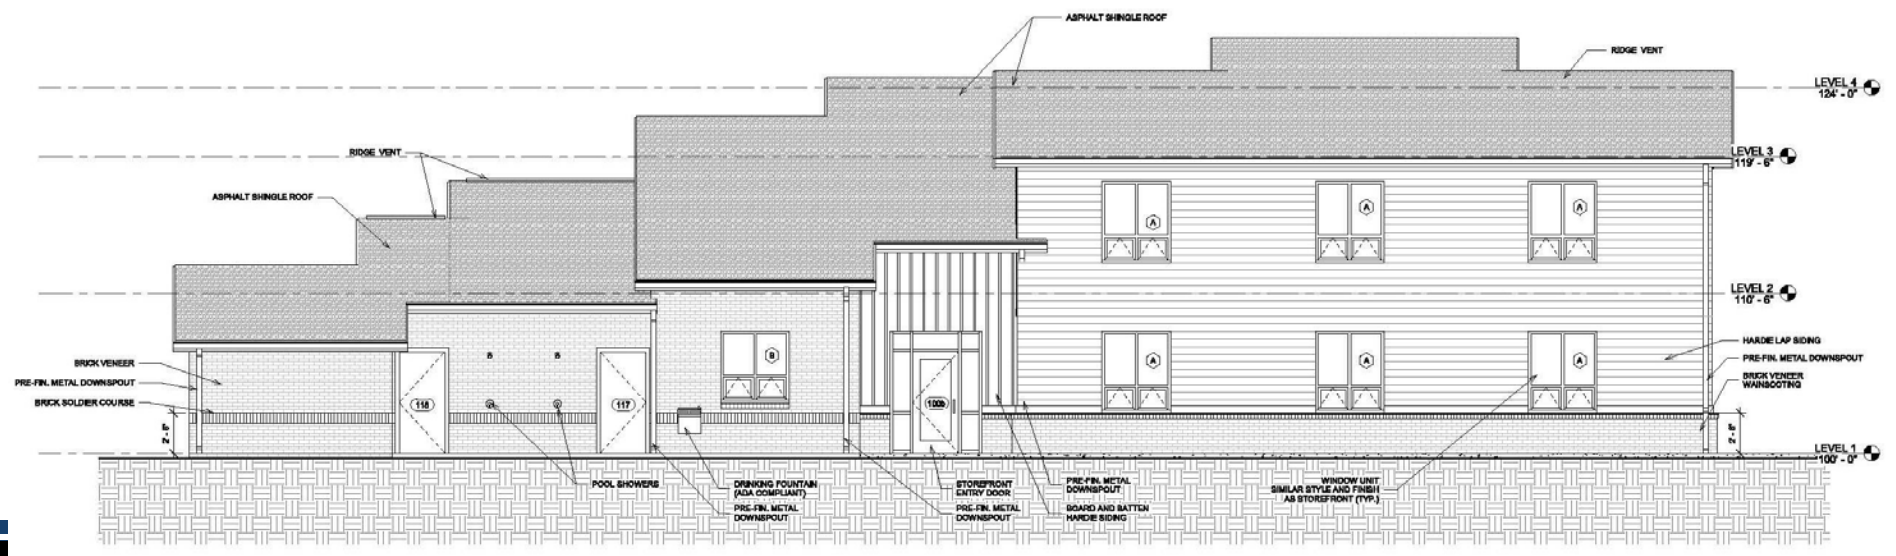 ASPHALT SHINGLE ROOF
RIDGE VENT
LEVEL 4
124' - 0"
RIDGE VENT
LEVEL 3
119' - 6"
ASPHALT SHINGLE ROOF
A
A
A
LEVEL 2
110' - 6"
BRICK VENEER
PRE-FIN. METAL DOWNSPOUT
BRICK SOLDIER COURSE
118
117
B
100b
A
A
A
HARDIE LAP SIDING
PRE-FIN. METAL DOWNSPOUT
BRICK VENEER
WAINSCOTING
LEVEL 1
100' - 0"
POOL SHOWERS
DRINKING FOUNTAIN
(ADA COMPLIANT)
PRE-FIN. METAL
DOWNSPOUT
STOREFRONT
ENTRY DOOR
PRE-FIN. METAL
DOWNSPOUT
PRE-FIN. METAL
DOWNSPOUT
BOARD AND BATTEN
HARDIE SIDING
WINDOW UNIT
SIMILAR STYLE AND FINISH
AS STOREFRONT (TYP.)